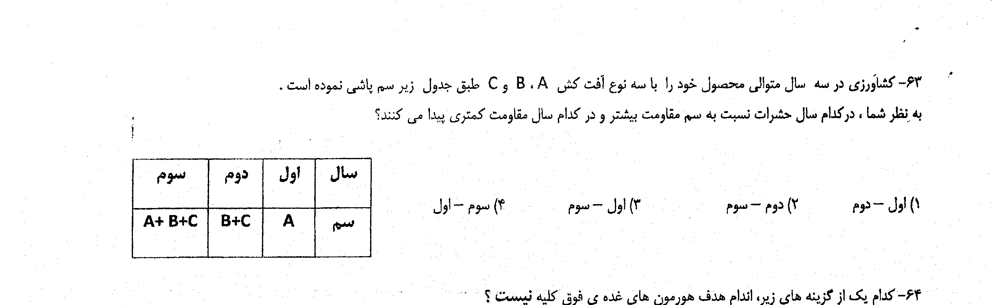 ۶۳- کشاورزی در سه سال متوالی محصول خود را با سه نوع آفت کش A ، B و C طبق جدول زیر سم پاشی نموده است .
به نظر شما ، درکدام سال حشرات نسبت به سم مقاومت بیشتر و در کدام سال مقاومت کمتری پیدا می کنند؟
سال اول دوم سوم
۱) اول – دوم ۲) دوم – سوم ۳) اول – سوم ۴) سوم – اول
سم A B+C A+ B+C
۶۴- کدام یک از گزینه های زیر، اندام هدف هورمون های غده ی فوق کلیه نیست ؟